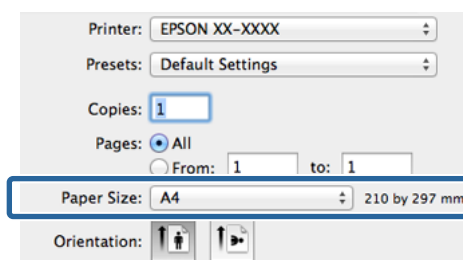 Printer: EPSON XX-XXXX
Presets: Default Settings
Copies: 1
Pages: All
From: 1 to: 1
Paper Size: A4 210 by 297 mm
Orientation: